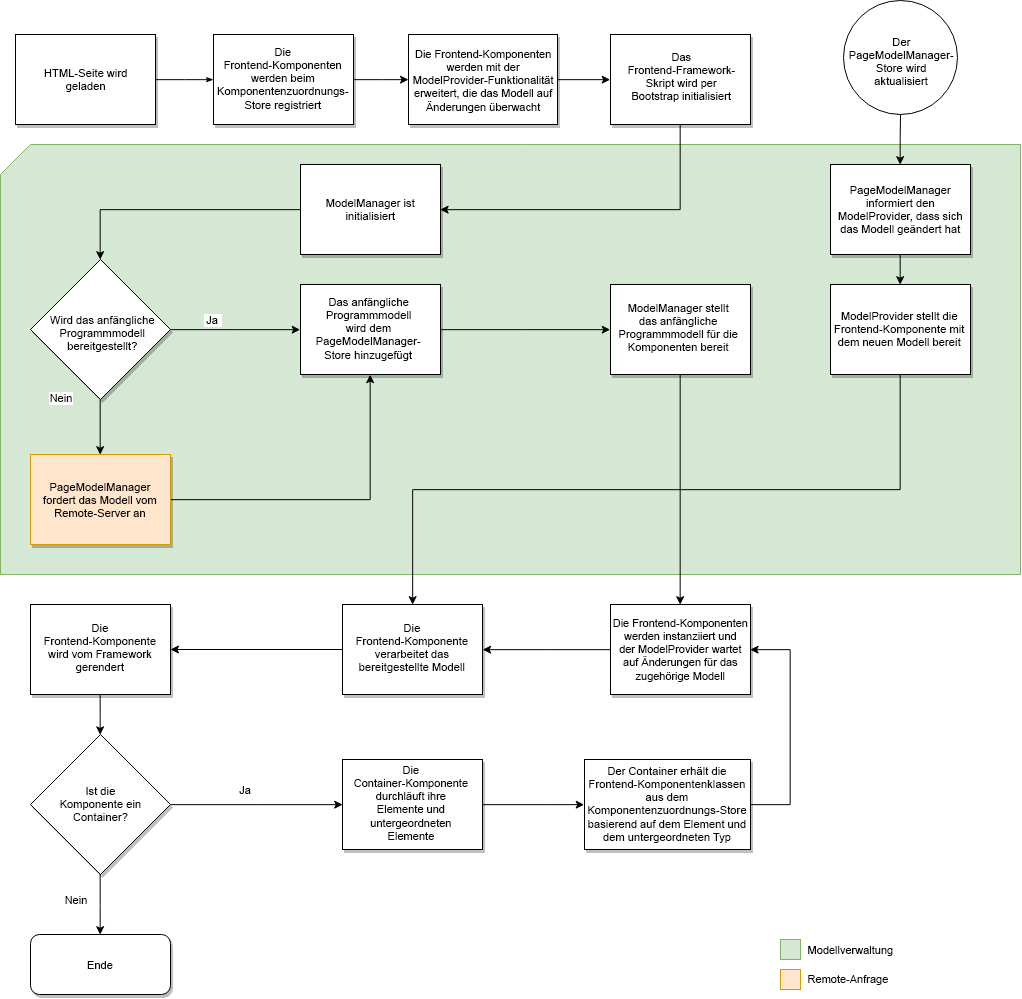 HTML-Seite wird
geladen
Die
Frontend-Komponenten
werden beim
Komponentenzuordnungs-
Store registriert
Die Frontend-Komponenten
werden mit der
ModelProvider-Funktionalität
erweitert, die das Model auf
Änderungen überwacht
Das
Frontend-Framework-
Skript wird per
Bootstrap initialisiert
Der
PageModelManager-
Store wird
aktualisiert
ModelManager ist
initialisiert
PageModelManager
informiert den
ModelProvider, dass sich
das Modell geändert hat
Wird das anfängliche
Programmmodell
bereitgestellt?
Ja
Das anfängliche
Programmmodell
wird dem
PageModelManager-
Store hinzugefügt
ModelManager stellt
das anfängliche
Programmmodell für die
Komponenten bereit
ModelProvider stellt die
Frontend-Komponente mit
dem neuen Modell bereit
Nein
PageModelManager
fordert das Modell vom
Remote-Server an
Die
Frontend-Komponente
wird vom Framework
gerendert
Die
Frontend-Komponente
verarbeitet das
bereitgestellte Modell
Die Frontend-Komponenten
werden instanziiert und
der ModelProvider wartet
auf Änderungen für das
zugehörige Modell
Ist die
Komponente ein
Container?
Ja
Die
Container-Komponente
durchläuft ihre
Elemente und
untergeordneten
Elemente
Der Container erhält die
Frontend-Komponentenklassen
aus dem
Komponentenzuordnungs-Store
basierend auf dem Element und
dem untergeordneten Typ
Nein
Ende
Modellverwaltung
Remote-Anfrage